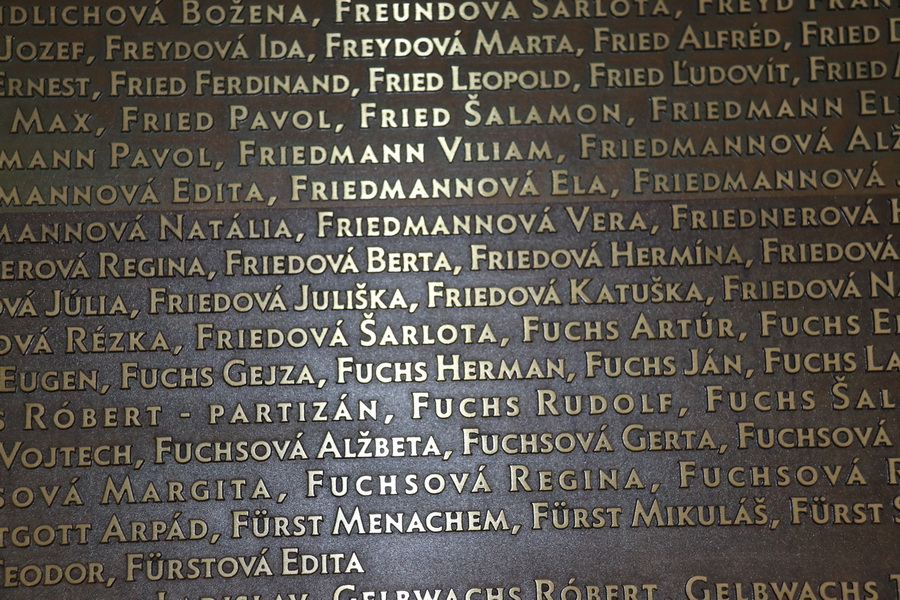 BOŽENA, FREUNDOVÁ ŠARLOTA,
JOZEF, FREYDOVÁ IDA, FREYDOVÁ MARTA, FRIED ALFRÉD, FRIED
ERNEST, FRIED FERDINAND, FRIED LEOPOLD, FRIED ĽUDOVÍT, FRIED
MAX, FRIED PAVOL, FRIED ŠALAMON, FRIEDMANN
PAVOL, FRIEDMANN VILIAM, FRIEDMANNOVÁ
EDITA, FRIEDMANNOVÁ ELA, FRIEDMANNOVÁ
NATÁLIA, FRIEDMANNOVÁ VERA, FRIEDNEROVÁ
REGINA, FRIEDOVÁ BERTA, FRIEDOVÁ HERMÍNA, FRIEDOVÁ
JÚLIA, FRIEDOVÁ JULIŠKA, FRIEDOVÁ KATUŠKA, FRIEDOVÁ
RÉZKA, FRIEDOVÁ ŠARLOTA, FUCHS ARTÚR, FUCHS
EUGEN, FUCHS GEJZA, FUCHS HERMAN, FUCHS JÁN, FUCHS
RÓBERT - PARTIZÁN, FUCHS RUDOLF, FUCHS
VOJTECH, FUCHSOVÁ ALŽBETA, FUCHSOVÁ GERTA, FUCHSOVÁ
MARGITA, FUCHSOVÁ REGINA, FUCHSOVÁ
ARPÁD, FÜRST MENACHEM, FÜRST MIKULÁŠ, FÜRST
TEODOR, FÜRSTOVÁ EDITA
LADISLAV, GELBWACHS RÓBERT, GELBWACHS